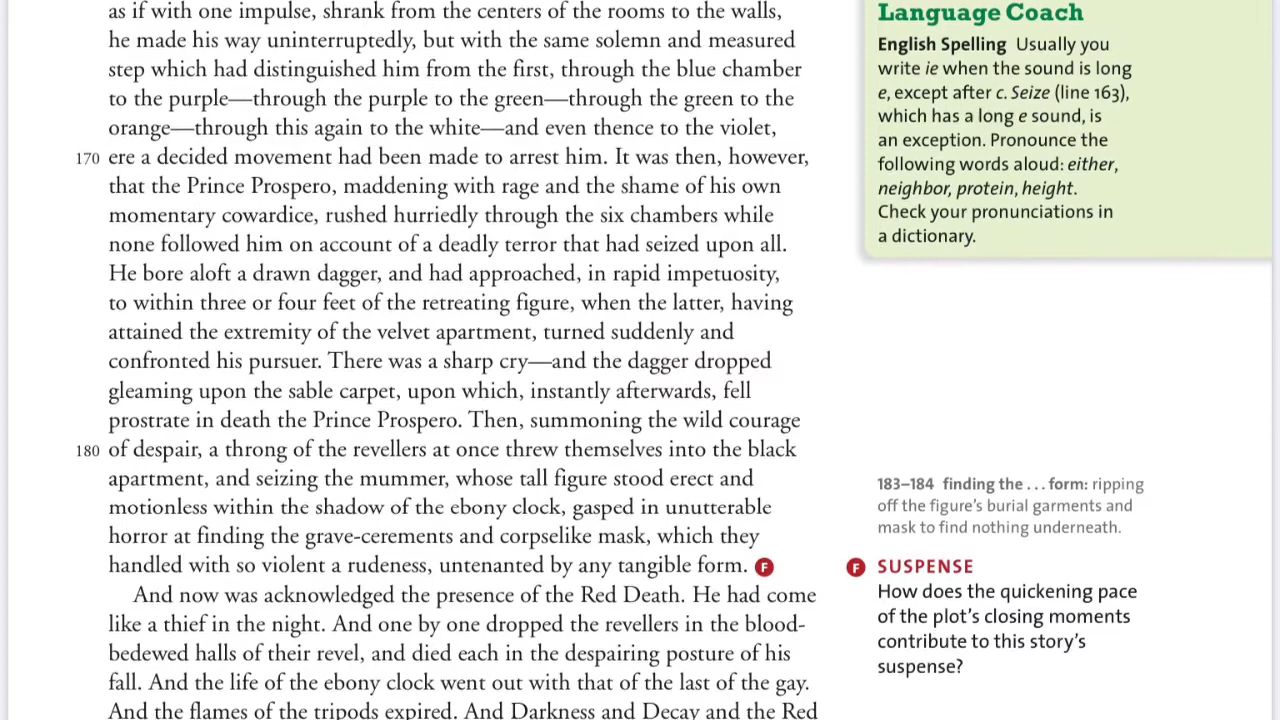 as if with one impulse, shrank from the centers of the rooms to the walls,
he made his way uninterruptedly, but with the same solemn and measured
step which had distinguished him from the first, through the blue chamber
to the purple—through the purple to the green—through the green to the
orange—through this again to the white—and even thence to the violet,
170 ere a decided movement had been made to arrest him. It was then, however,
that the Prince Prospero, maddening with rage and the shame of his own
momentary cowardice, rushed hurriedly through the six chambers while
none followed him on account of a deadly terror that had seized upon all.
He bore aloft a drawn dagger, and had approached, in rapid impetuosity,
to within three or four feet of the retreating figure, when the latter, having
attained the extremity of the velvet apartment, turned suddenly and
confronted his pursuer. There was a sharp cry—and the dagger dropped
gleaming upon the sable carpet, upon which, instantly afterwards, fell
prostrate in death the Prince Prospero. Then, summoning the wild courage
180 of despair, a throng of the revellers at once threw themselves into the black
apartment, and seizing the mummer, whose tall figure stood erect and
motionless within the shadow of the ebony clock, gasped in unutterable
horror at finding the grave-cerements and corpselike mask, which they
handled with so violent a rudeness, untenanted by any tangible form. F
And now was acknowledged the presence of the Red Death. He had come
like a thief in the night. And one by one dropped the revellers in the blood-
bedewed halls of their revel, and died each in the despairing posture of his
fall. And the life of the ebony clock went out with that of the last of the gay.
And the flames of the tripods expired. And Darkness and Decay and the Red
Language Coach
English Spelling Usually you
write ie when the sound is long
e, except after c. Seize (line 163),
which has a long e sound, is
an exception. Pronounce the
following words aloud: either,
neighbor, protein, height.
Check your pronunciations in
a dictionary.
183–184 finding the . . . form: ripping
off the figure's burial garments and
mask to find nothing underneath.
F SUSPENSE
How does the quickening pace
of the plot's closing moments
contribute to this story's
suspense?